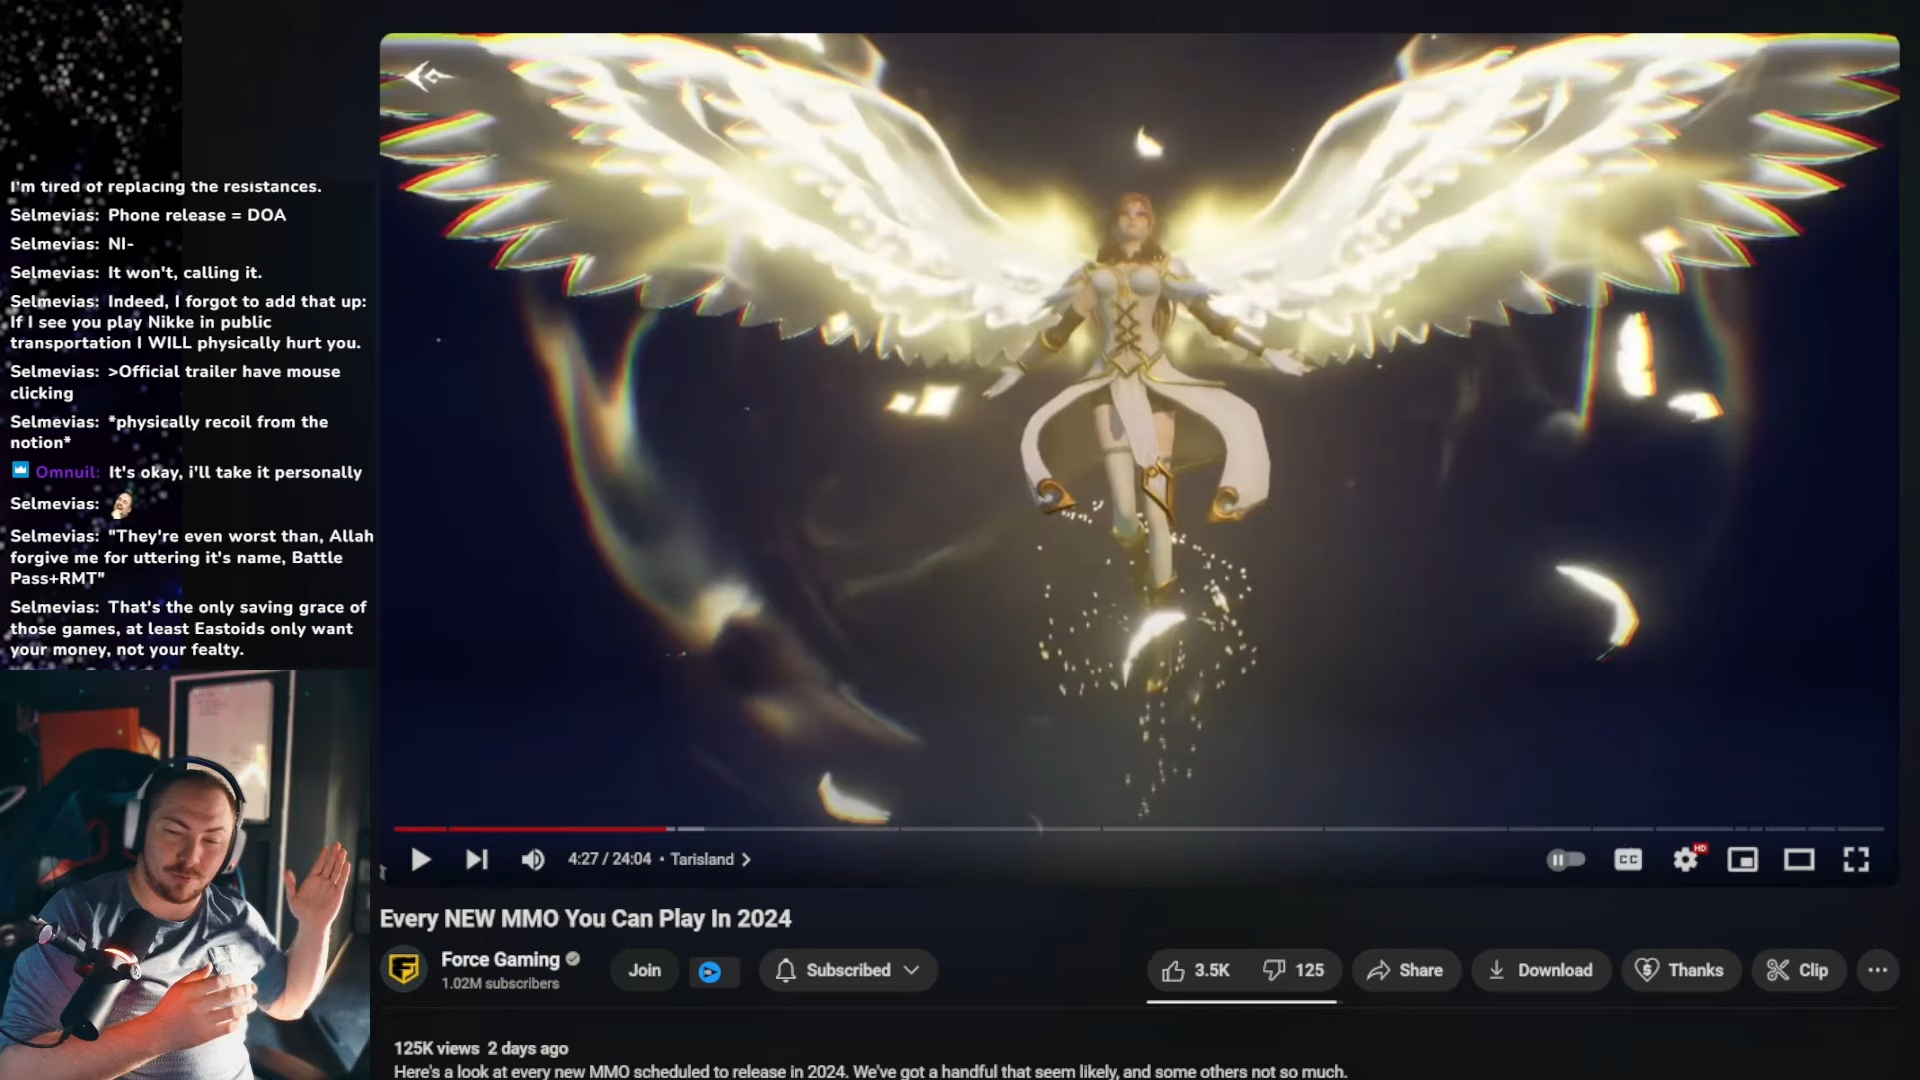 I'm tired of replacing the resistances.
Selmevias: Phone release = DOA
Selmevias: NI-
Selmevias: It won't, calling it.
Selmevias: Indeed, I forgot to add that up:
If I see you play Nikke in public
transportation I WILL physically hurt you.
Selmevias: >Official trailer have mouse
clicking
Selmevias: *physically recoil from the
notion*
Omnuil: It's okay, i'll take it personally
Selmevias:
Selmevias: "They're even worst than, Allah
forgive me for uttering it's name, Battle
Pass+RMT"
Selmevias: That's the only saving grace of
those games, at least Eastoids only want
your money, not your fealty.
4:27 / 24:04 • Tarisland
CC
HD
Every NEW MMO You Can Play In 2024
Force Gaming
1.02M subscribers
Join
Subscribed
3.5K
125
Share
Download
Thanks
Clip
125K views 2 days ago
Here's a look at every new MMO scheduled to release in 2024. We've got a handful that seem likely, and some others not so much.